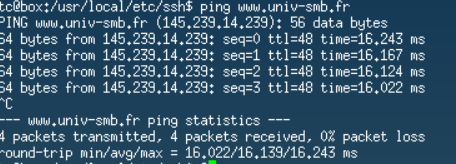 tc@box:/usr/local/etc/ssh$ ping www.univ-smb.fr
PING www.univ-smb.fr (145.239.14.239): 56 data bytes
64 bytes from 145.239.14.239: seq=0 ttl=48 time=16.243 ms
64 bytes from 145.239.14.239: seq=1 ttl=48 time=16.167 ms
64 bytes from 145.239.14.239: seq=2 ttl=48 time=16.124 ms
64 bytes from 145.239.14.239: seq=3 ttl=48 time=16.022 ms
^C
--- www.univ-smb.fr ping statistics ---
4 packets transmitted, 4 packets received, 0% packet loss
round-trip min/avg/max = 16.022/16.139/16.243 ms